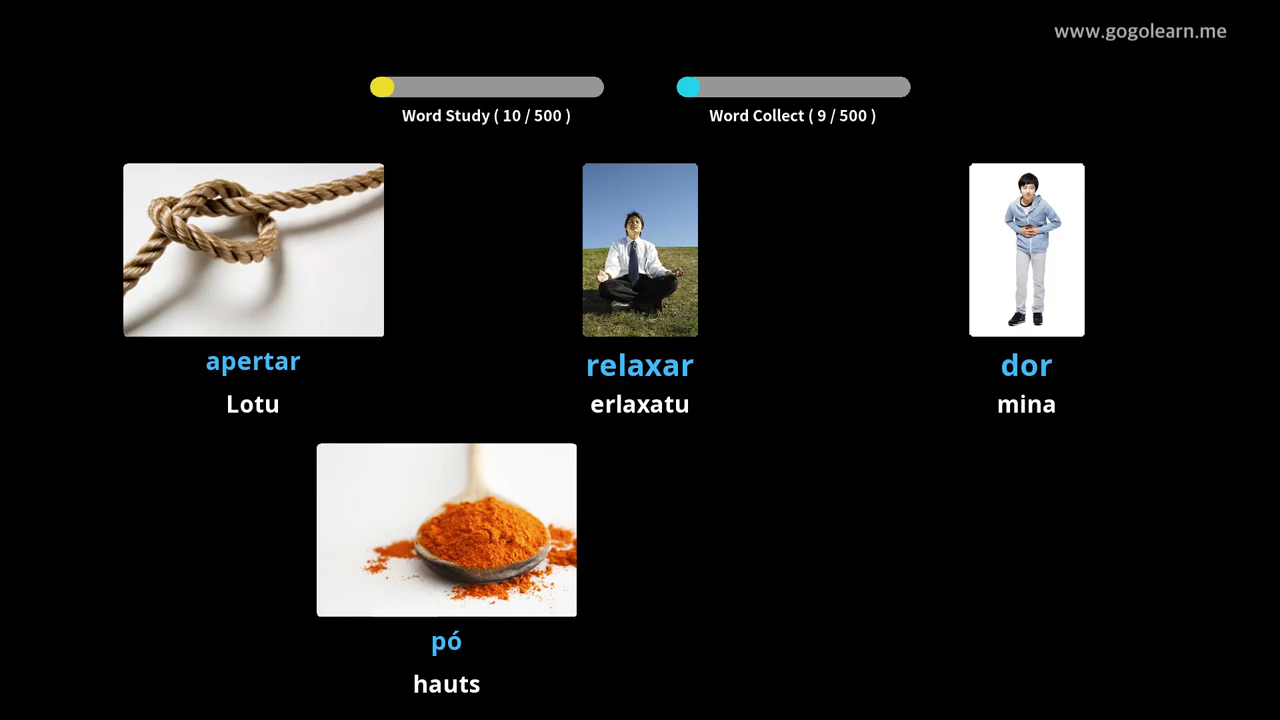 www.gogolearn.me
Word Study ( 10 / 500 )
Word Collect ( 9 / 500 )
apertar
Lotu
relaxar
erlaxatu
dor
mina
pó
hauts